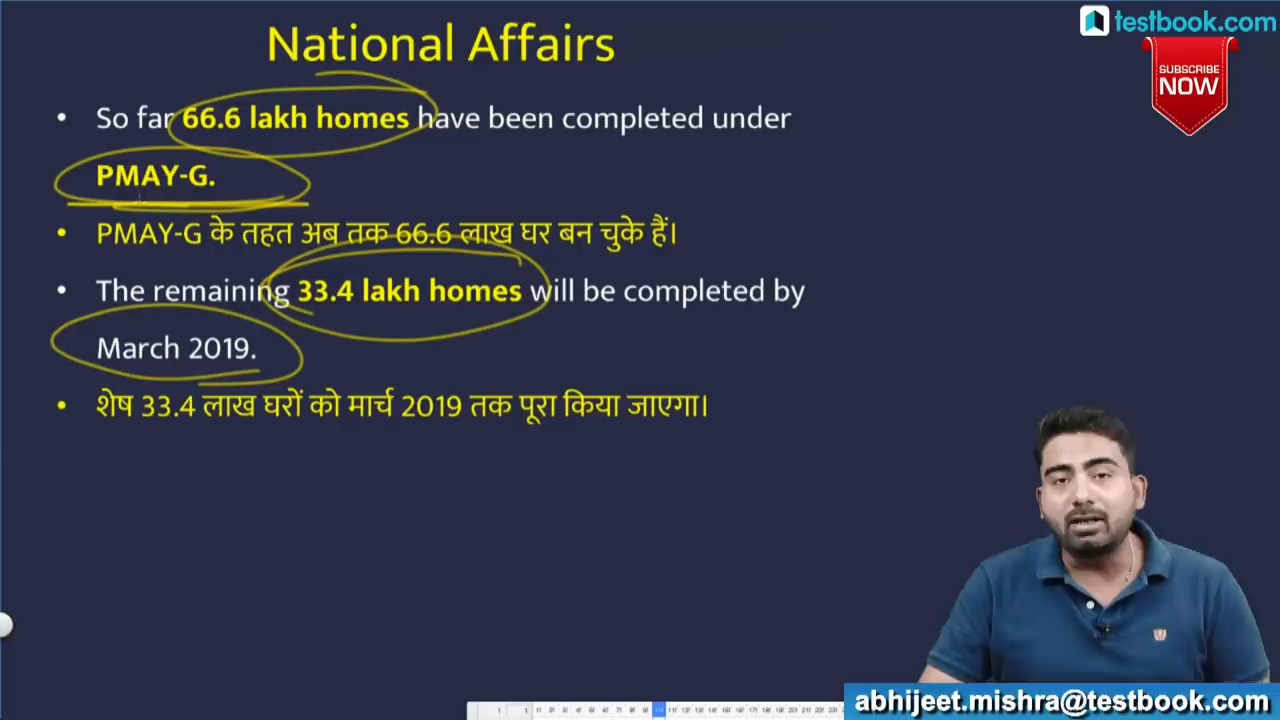 National Affairs
testbook.com
SUBSCRIBE
NOW
• So far 66.6 lakh homes have been completed under
PMAY-G.
• PMAY-G के तहत अब तक 66.6 लाख घर बन चुके हैं।
• The remaining 33.4 lakh homes will be completed by
March 2019.
• शेष 33.4 लाख घरों को मार्च 2019 तक पूरा किया जाएगा।
abhijeet.mishra@testbook.com